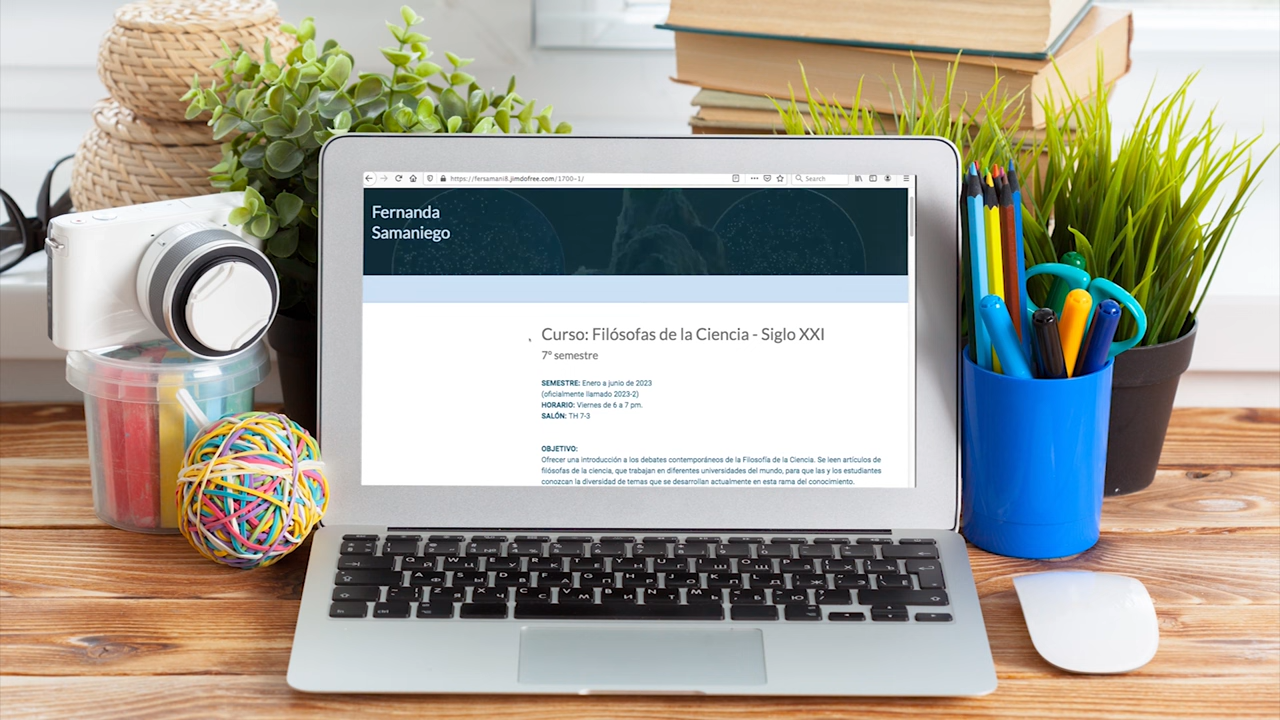 https://fersamani8.jimdofree.com/1700-1/
Search
Fernanda
Samaniego
Curso: Filósofas de la Ciencia - Siglo XXI
7º semestre
SEMESTRE: Enero a junio de 2023
(oficialmente llamado 2023-2)
HORARIO: Viernes de 6 a 7 pm.
SALÓN: TH 7-3
OBJETIVO:
Ofrecer una introducción a los debates contemporáneos de la Filosofía de la Ciencia. Se leen artículos de
filósofas de la ciencia, que trabajan en diferentes universidades del mundo, para que las y los estudiantes
conozcan la diversidad de temas que se desarrollan actualmente en esta rama del conocimiento.